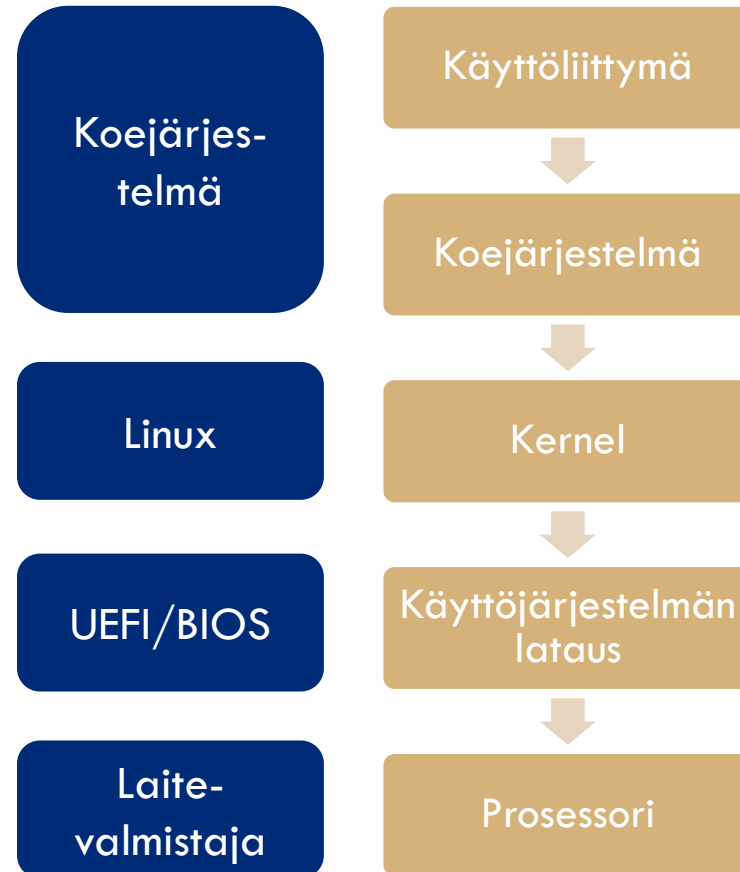 Koejärjes-
telmä
Käyttöliittymä
Koejärjestelmä
Linux
Kernel
UEFI/BIOS
Käyttöjärjestelmän
lataus
Laite-
valmistaja
Prosessori